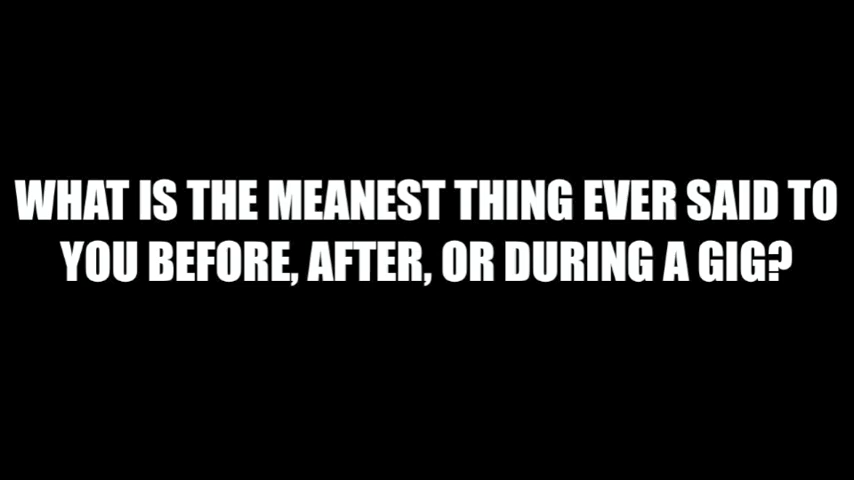 WHAT IS THE MEANEST THING EVER SAID TO
YOU BEFORE, AFTER, OR DURING A GIG?